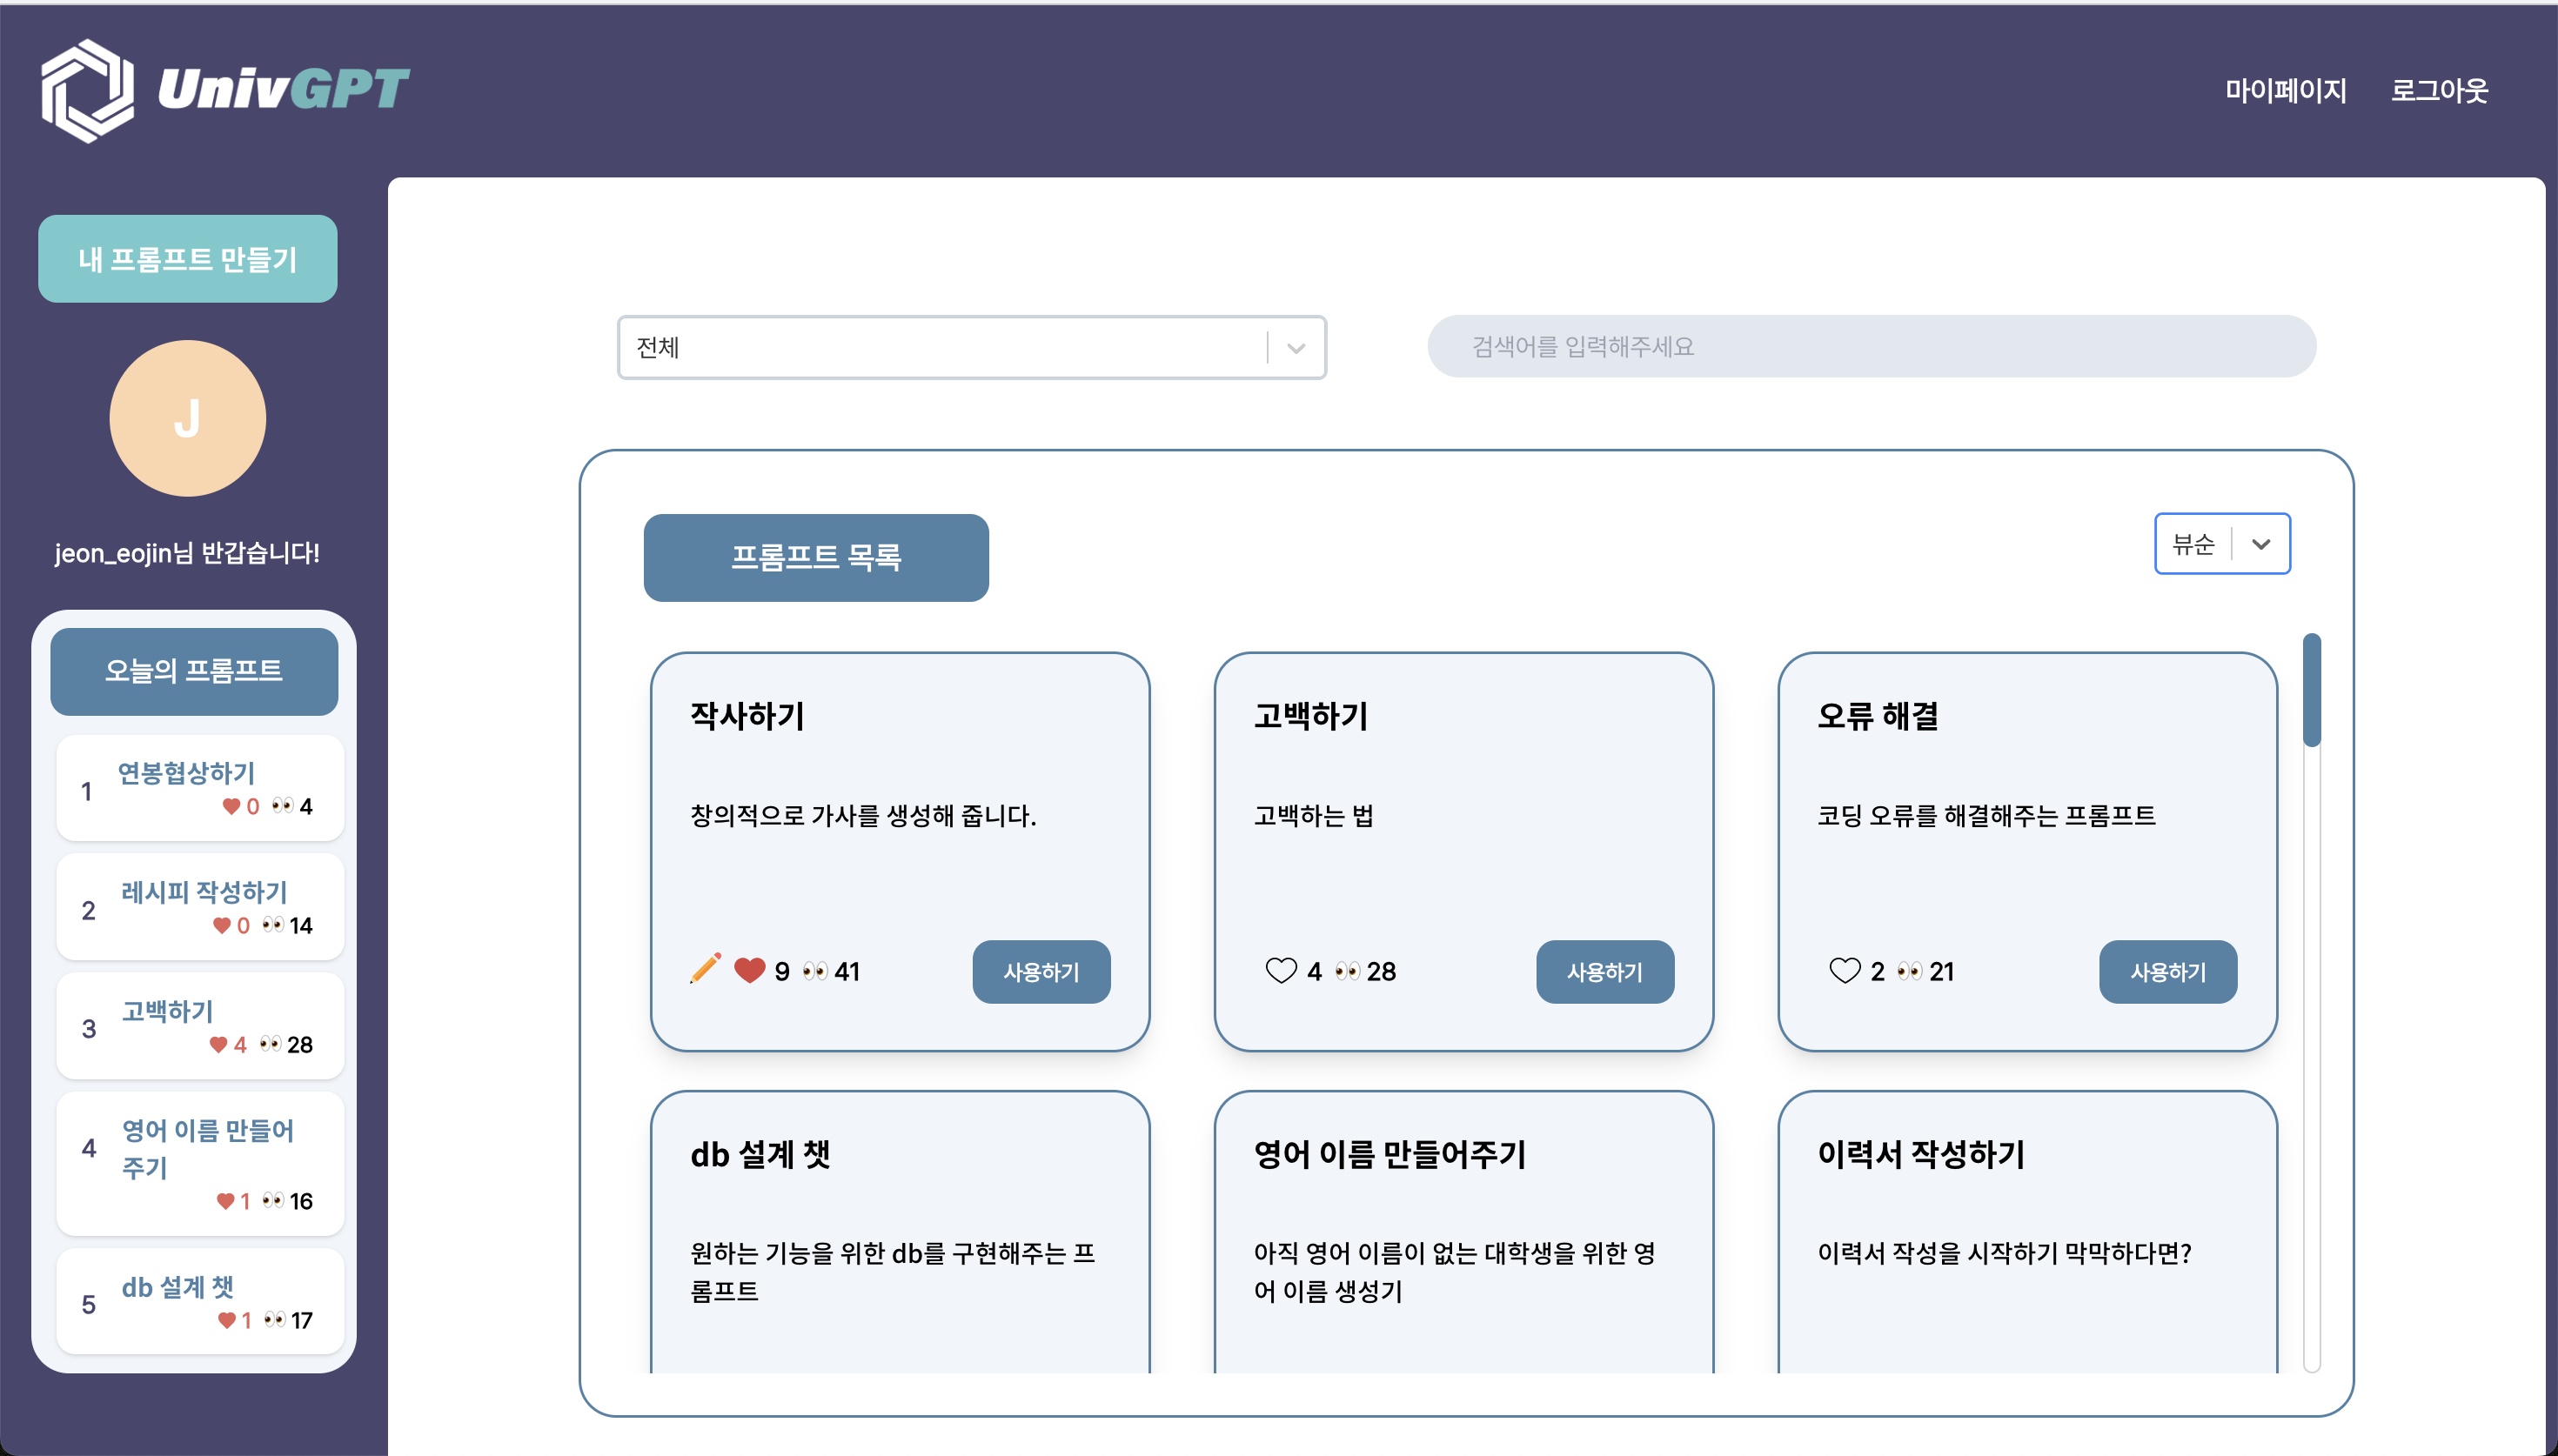 UnivGPT
마이페이지
로그아웃
내 프롬프트 만들기
J
jeon_eojin님 반갑습니다!
오늘의 프롬프트
1
연봉협상하기
0 👀 4
2
레시피 작성하기
0 👀 14
3
고백하기
4 👀 28
4
영어 이름 만들어
주기
1 👀 16
5
db 설계 챗
1 👀 17
전체
검색어를 입력해주세요
프롬프트 목록
뷰순
작사하기
창의적으로 가사를 생성해 줍니다.
9 👀 41
사용하기
고백하기
고백하는 법
4 👀 28
사용하기
오류 해결
코딩 오류를 해결해주는 프롬프트
2 👀 21
사용하기
db 설계 챗
원하는 기능을 위한 db를 구현해주는 프
롬프트
영어 이름 만들어주기
아직 영어 이름이 없는 대학생을 위한 영
어 이름 생성기
이력서 작성하기
이력서 작성을 시작하기 막막하다면?